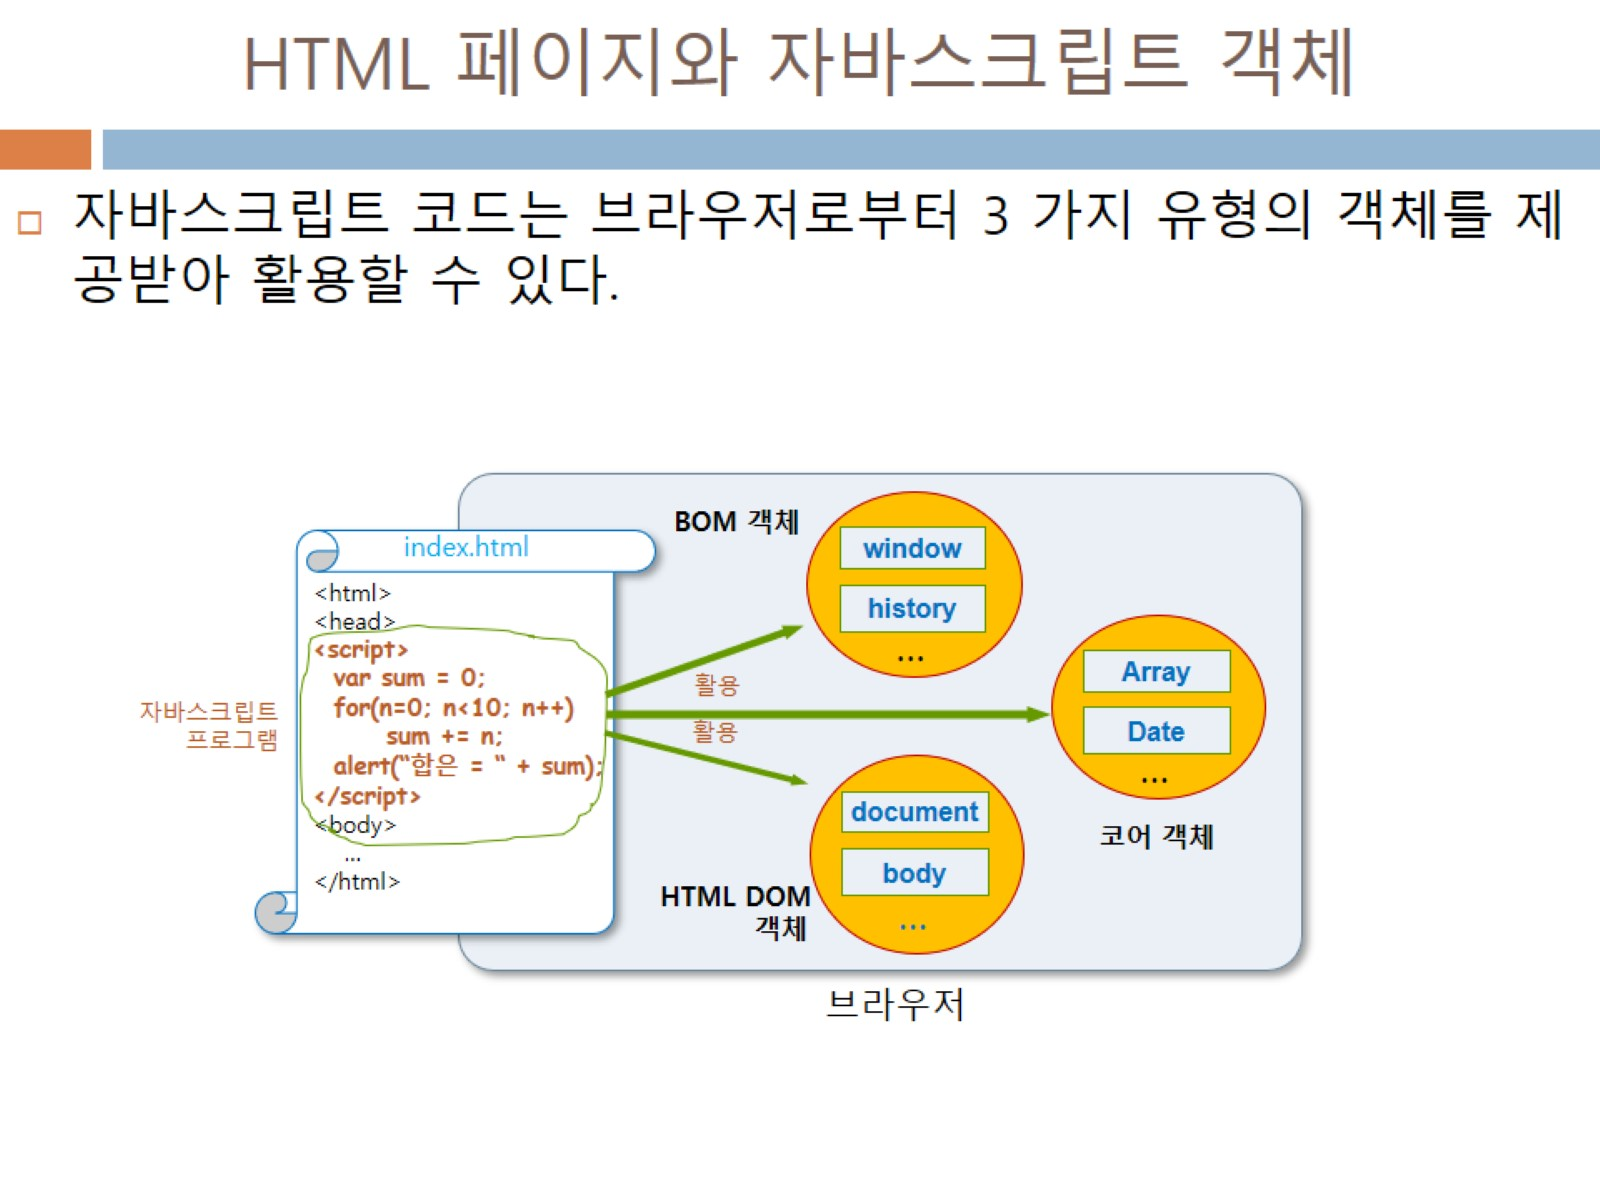 HTML 페이지와 자바스크립트 객체
자바스크립트 코드는 브라우저로부터 3 가지 유형의 객체를 제
공받아 활용할 수 있다.
index.html
<html>
<head>
<script>
var sum = 0;
for(n=0; n<10; n++)
sum += n;
alert(“합은 = “ + sum);
</script>
<body>
...
</html>
자바스크립트
프로그램
활용
활용
BOM 객체
window
history
...
Array
Date
...
코어 객체
document
body
...
HTML DOM
객체
브라우저